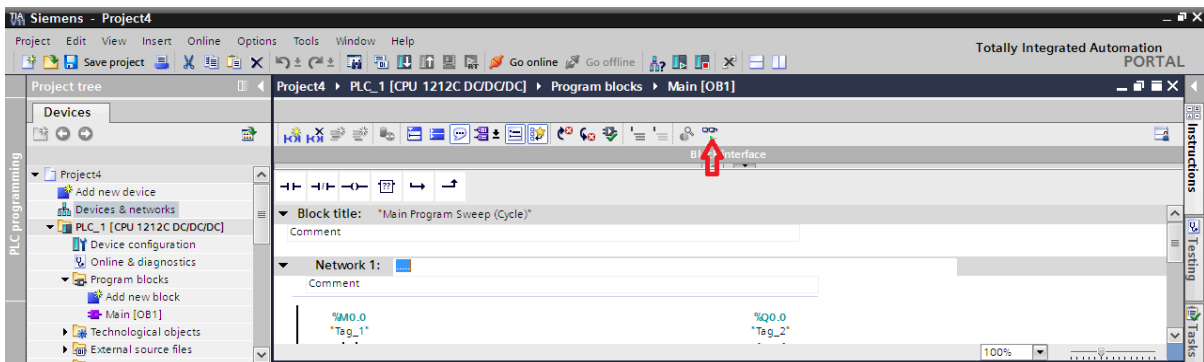 Siemens - Project4
Project Edit View Insert Online Options Tools Window Help
Totally Integrated Automation
PORTAL
Save project Go online Go offline
Project tree
Project4 PLC_1 [CPU 1212C DC/DC/DC] Program blocks Main [OB1]
Devices
Block interface
PLC programming
Project4
Add new device
Devices & networks
PLC_1 [CPU 1212C DC/DC/DC]
Device configuration
Online & diagnostics
Program blocks
Add new block
Main [OB1]
Technological objects
External source files
Block title: "Main Program Sweep (Cycle)"
Comment
Network 1: .....
Comment
%M0.0 %Q0.0
"Tag_1" "Tag_2"
100%
Instructions
Testing
Tasks